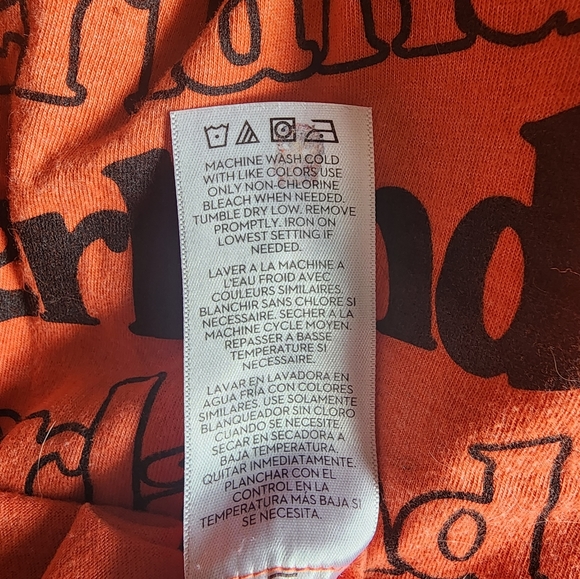 MACHINE WASH COLD
WITH LIKE COLORS USE
ONLY NON-CHLORINE
BLEACH WHEN NEEDED.
TUMBLE DRY LOW. REMOVE
PROMPTLY. IRON ON
LOWEST SETTING IF
NEEDED.
LAVER A LA MACHINE A
L'EAU FROID AVEC
COULEURS SIMILAIRES.
BLANCHIR SANS CHLORE SI
NECESSAIRE. SECHER A LA
MACHINE CYCLE MOYEN.
REPASSER A BASSE
TEMPERATURE SI
NECESSAIRE.
LAVAR EN LAVADORA EN
AGUA FRÍA CON COLORES
SIMILARES. USE SOLAMENTE
BLANQUEADOR SIN CLORO
CUANDO SE NECESITE
SECAR EN SECADORA A
BAJA TEMPERATURA.
QUITAR INMEDIATAMENTE.
PLANCHAR CON EL
CONTROL EN LA
TEMPERATURA MÁS BAJA SI
SE NECESITA..